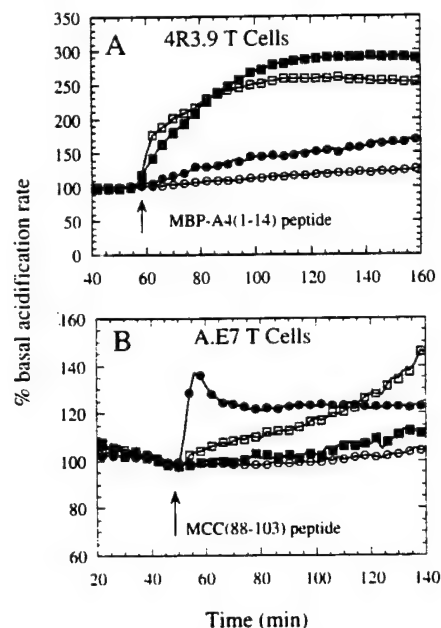 A
4R3.9 T Cells
350
300
250
200
150
100
50
0
MBP-A4(1-14) peptide
40 60 80 100 120 140 160
% basal acidification rate
B
A.E7 T Cells
160
140
120
100
80
60
MCC(88-103) peptide
20 40 60 80 100 120 140
Time (min)